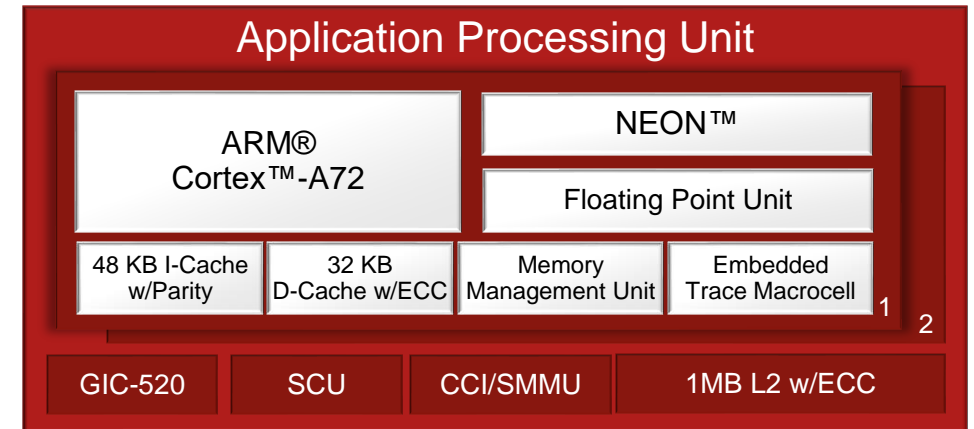 Application Processing Unit
ARM®
Cortex™-A72
NEON™
Floating Point Unit
48 KB I-Cache
w/Parity
32 KB
D-Cache w/ECC
Memory
Management Unit
Embedded
Trace Macrocell
1
2
GIC-520
SCU
CCI/SMMU
1MB L2 w/ECC